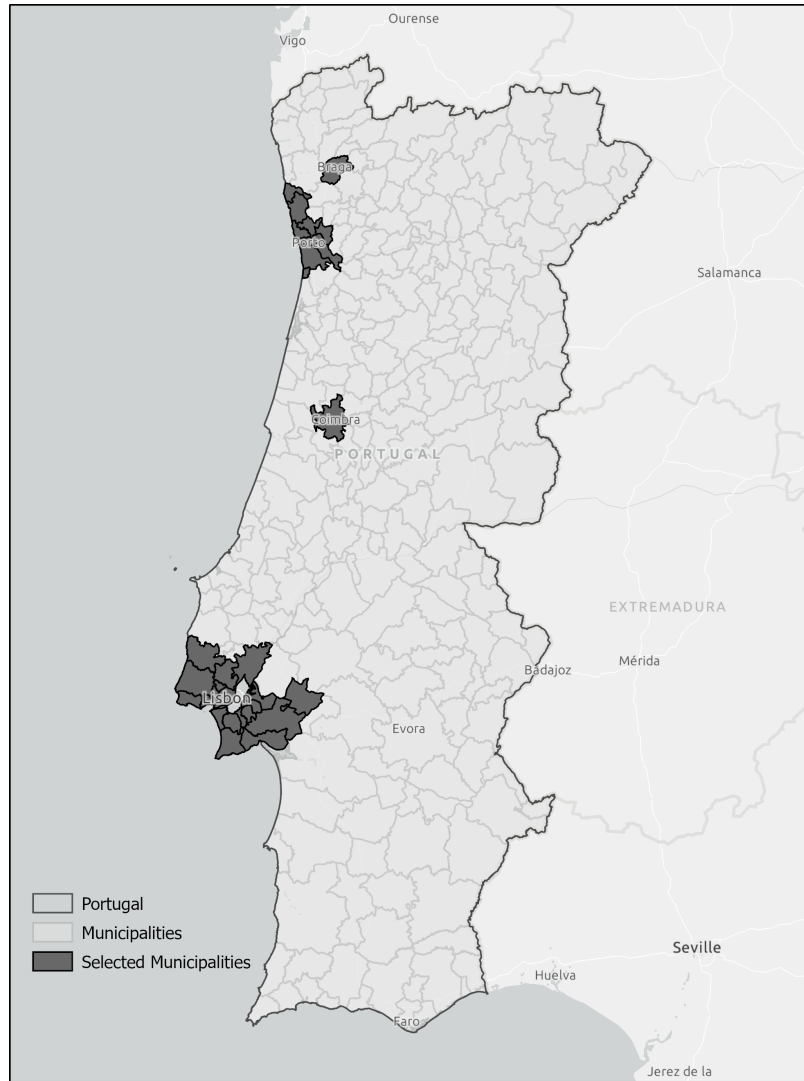 Ourense
Vigo
Braga
Porto
Salamanca
Coimbra
PORTUGAL
EXTREMADURA
Mérida
Badajoz
Lisbon
Evora
Portugal
Municipalities
Selected Municipalities
Seville
Huelva
Faro
Jerez de la